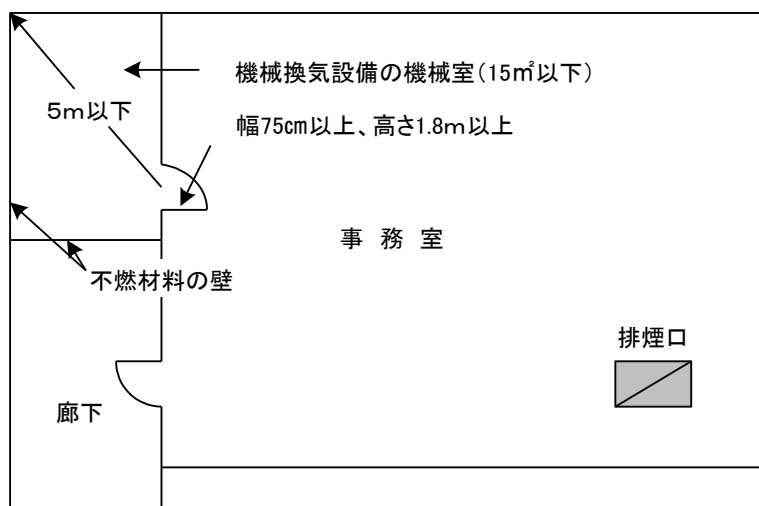 機械換気設備の機械室(15㎡以下)
5m以下
幅75㎝以上、高さ1.8m以上
事 務 室
不燃材料の壁
排煙口
廊下